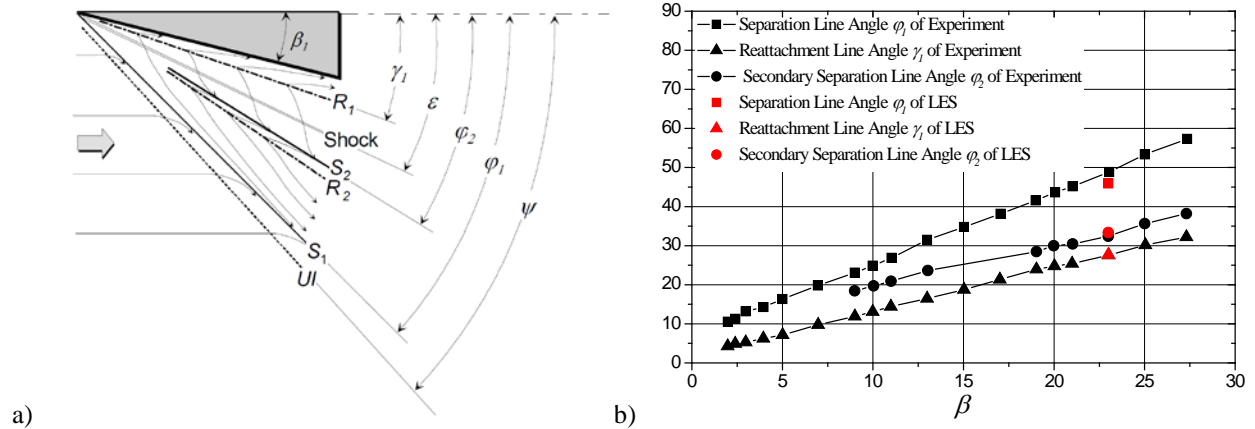 β1
γ1
ε
φ2
φ1
ψ
R1
Shock
S2
R2
S1
UI
a)
b)
90
80
70
60
50
40
30
20
10
0
Separation Line Angle φ1 of Experiment
Reattachment Line Angle γ1 of Experiment
Secondary Separation Line Angle φ2 of Experiment
Separation Line Angle φ1 of LES
Reattachment Line Angle γ1 of LES
Secondary Separation Line Angle φ2 of LES
0 5 10 15 20 25 30
β